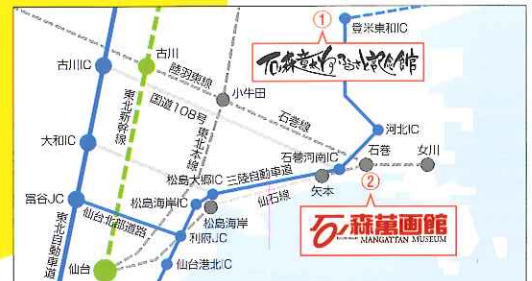 ①
登米東和IC
石ノ森章太郎ふるさと記念館
古川IC
古川
陸羽東線
小牛田
国道108号
東北新幹線
東北本線
石巻線
河北IC
大和IC
石巻河南IC
石巻
女川
松島大郷IC
三陸自動車道
矢本
富谷JC
松島海岸IC
仙石線
②
仙台北部道路
松島海岸
石ノ森萬画館
MANGATTAN MUSEUM
利府JC
東北自動車道
仙台
仙台港北IC